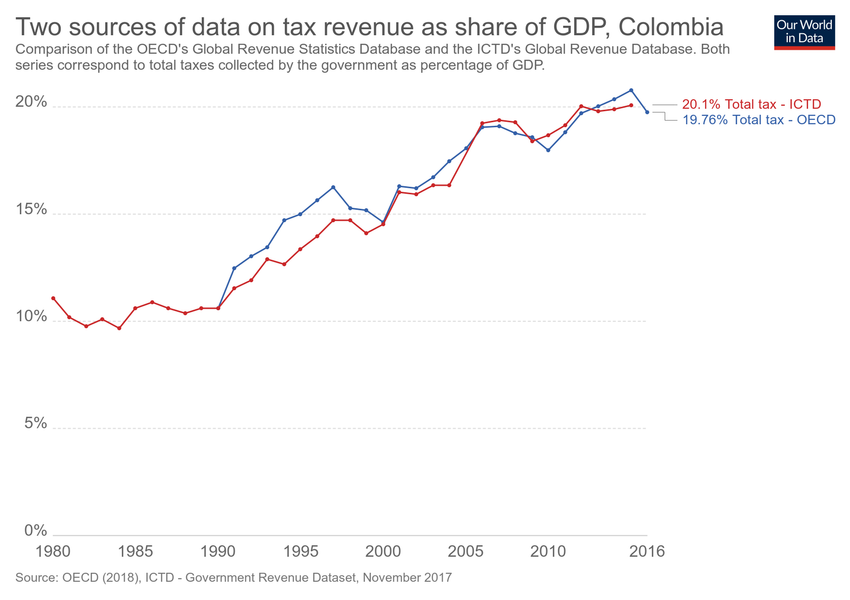 Two sources of data on tax revenue as share of GDP, Colombia
Our World
in Data
Comparison of the OECD's Global Revenue Statistics Database and the ICTD's Global Revenue Database. Both
series correspond to total taxes collected by the government as percentage of GDP.
20%
20.1% Total tax - ICTD
19.76% Total tax - OECD
15%
10%
5%
0%
1980 1985 1990 1995 2000 2005 2010 2016
Source: OECD (2018), ICTD - Government Revenue Dataset, November 2017